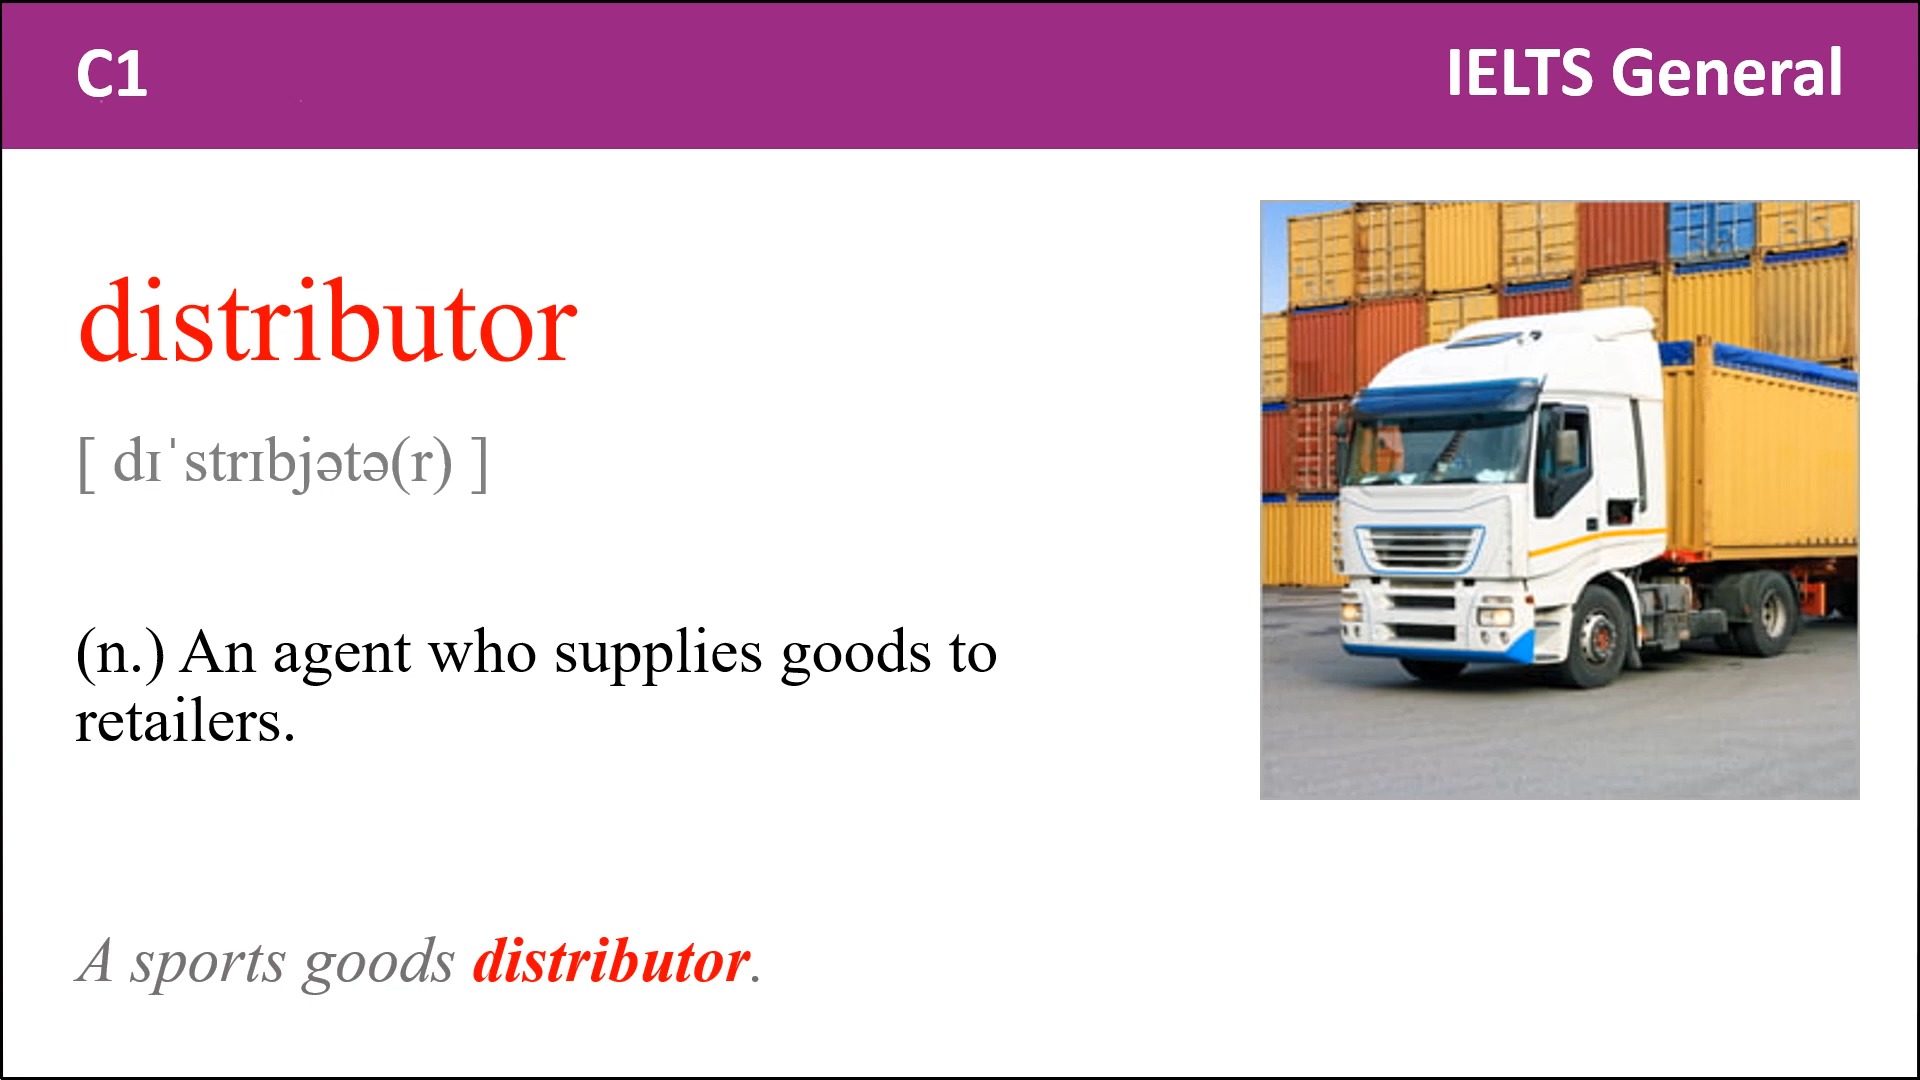 C1
IELTS General
distributor
[ dɪˈstrɪbjətə(r) ]
(n.) An agent who supplies goods to
retailers.
A sports goods distributor.